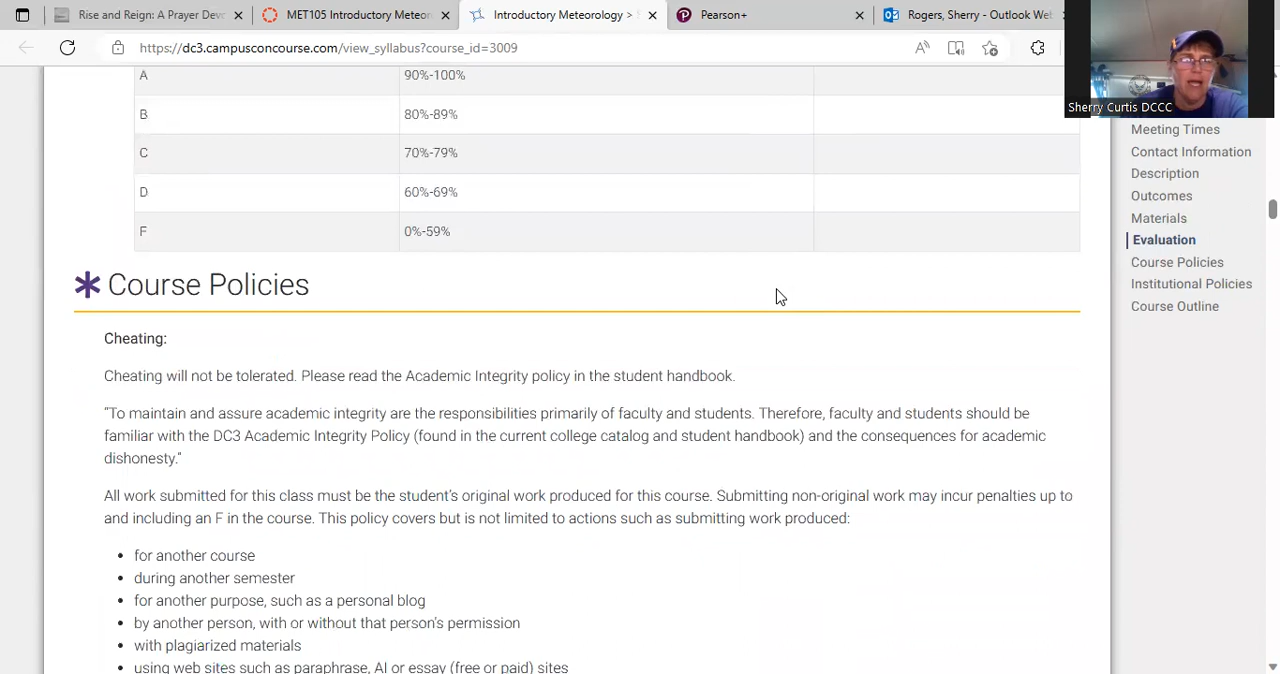 Rise and Reign: A Prayer Devo
MET105 Introductory Meteor
Introductory Meteorology >
Pearson+
Rogers, Sherry - Outlook Web
https://dc3.campusconcourse.com/view_syllabus?course_id=3009
Sherry Curtis DCCC
A 90%-100%
B 80%-89%
C 70%-79%
D 60%-69%
F 0%-59%
Course Policies
Cheating:
Cheating will not be tolerated. Please read the Academic Integrity policy in the student handbook.
"To maintain and assure academic integrity are the responsibilities primarily of faculty and students. Therefore, faculty and students should be
familiar with the DC3 Academic Integrity Policy (found in the current college catalog and student handbook) and the consequences for academic
dishonesty."
All work submitted for this class must be the student's original work produced for this course. Submitting non-original work may incur penalties up to
and including an F in the course. This policy covers but is not limited to actions such as submitting work produced:
• for another course
• during another semester
• for another purpose, such as a personal blog
• by another person, with or without that person's permission
• with plagiarized materials
• using web sites such as paraphrase, AI or essay (free or paid) sites
Meeting Times
Contact Information
Description
Outcomes
Materials
Evaluation
Course Policies
Institutional Policies
Course Outline